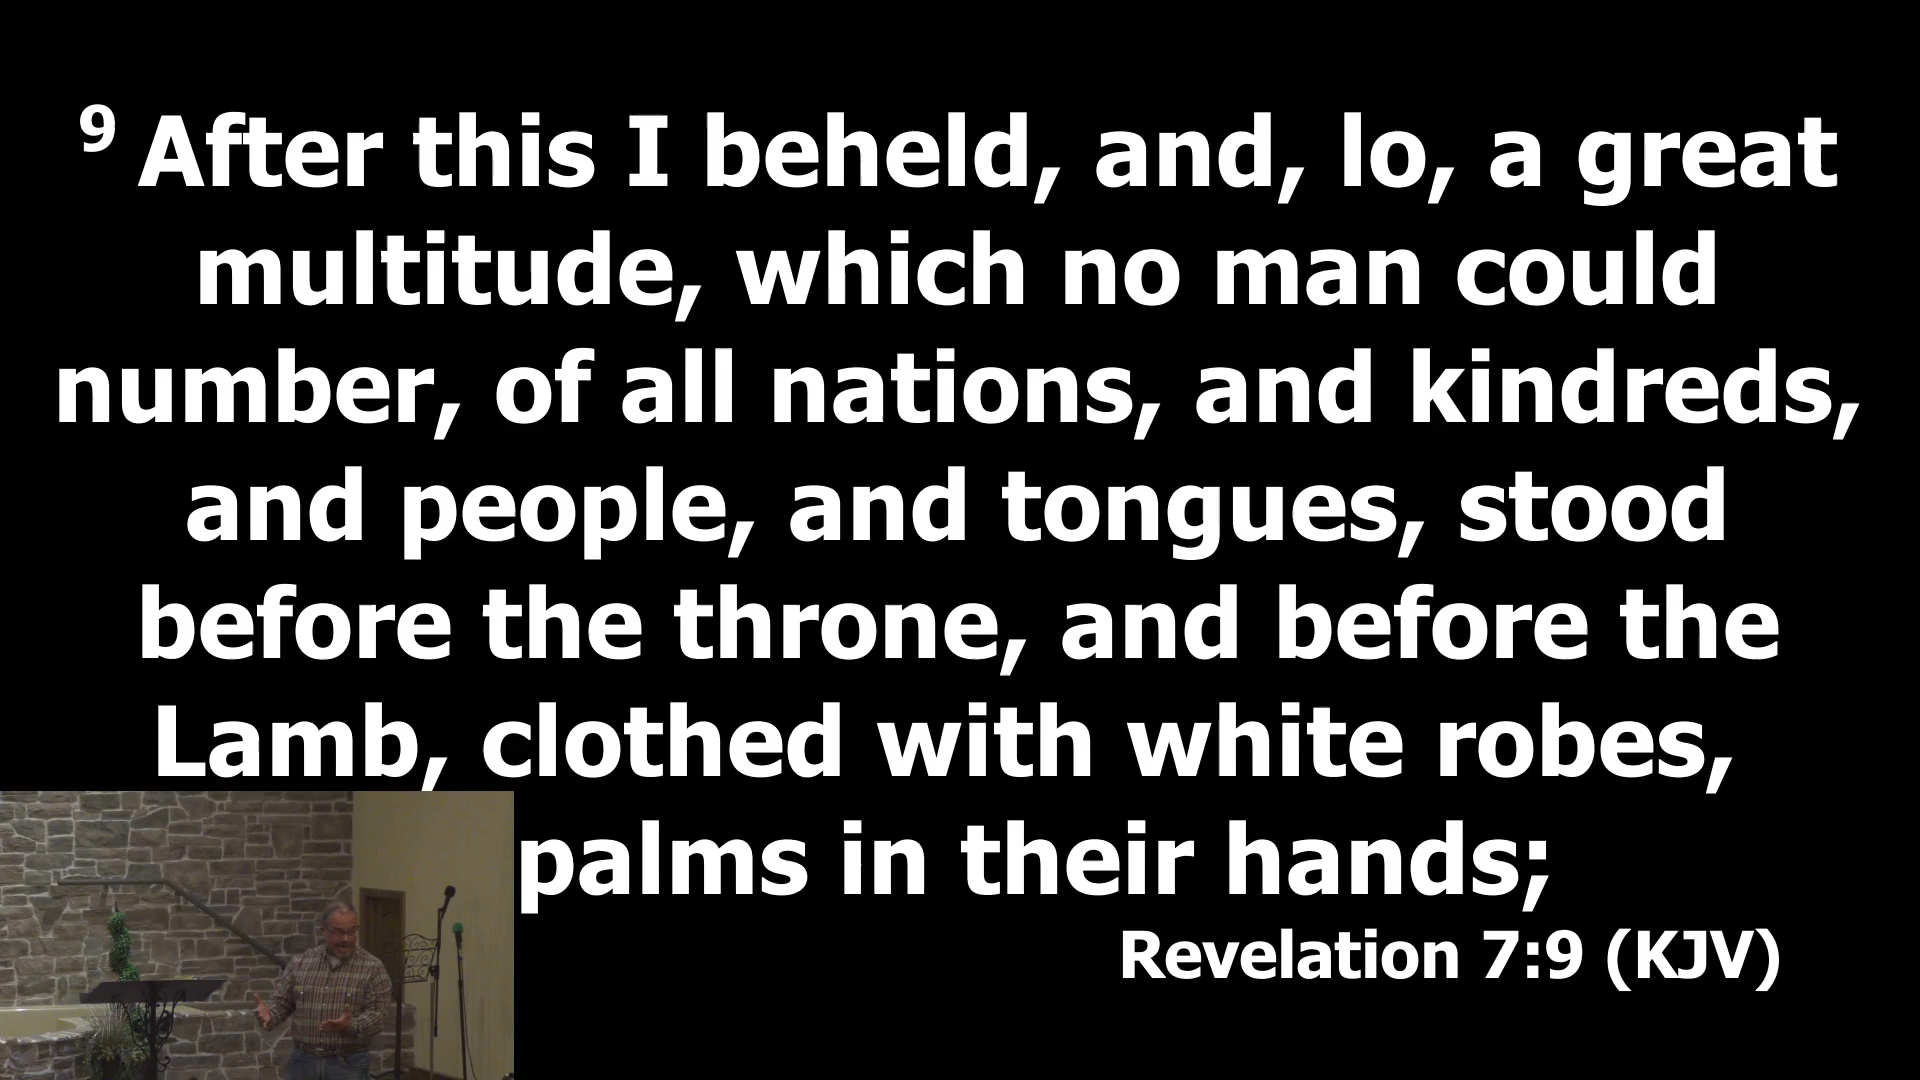 9 After this I beheld, and, lo, a great
multitude, which no man could
number, of all nations, and kindreds,
and people, and tongues, stood
before the throne, and before the
Lamb, clothed with white robes,
palms in their hands;
Revelation 7:9 (KJV)